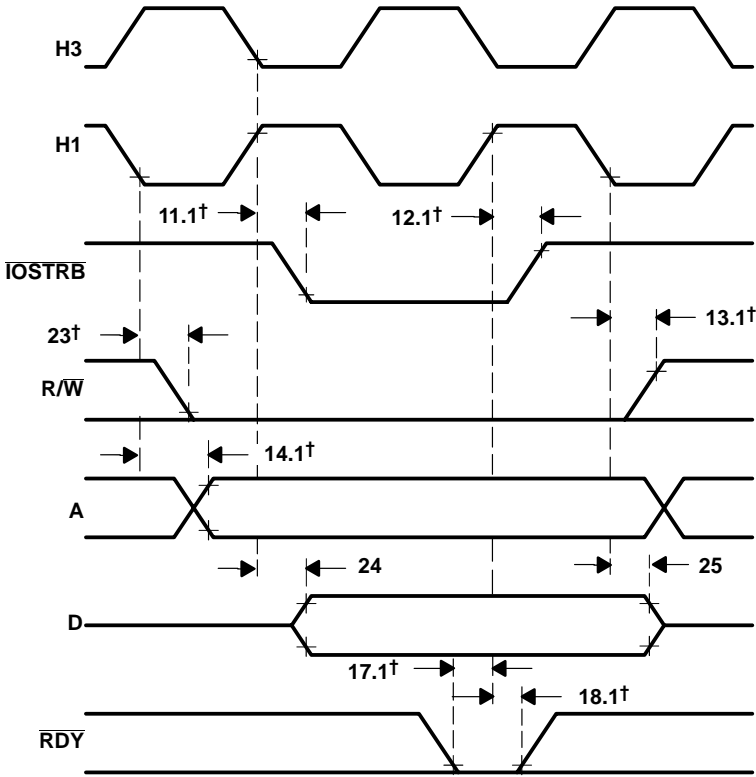 H3
H1
11.1†
12.1†
IOSTRB
23†
13.1†
R/W
14.1†
A
24
25
D
17.1†
18.1†
RDY